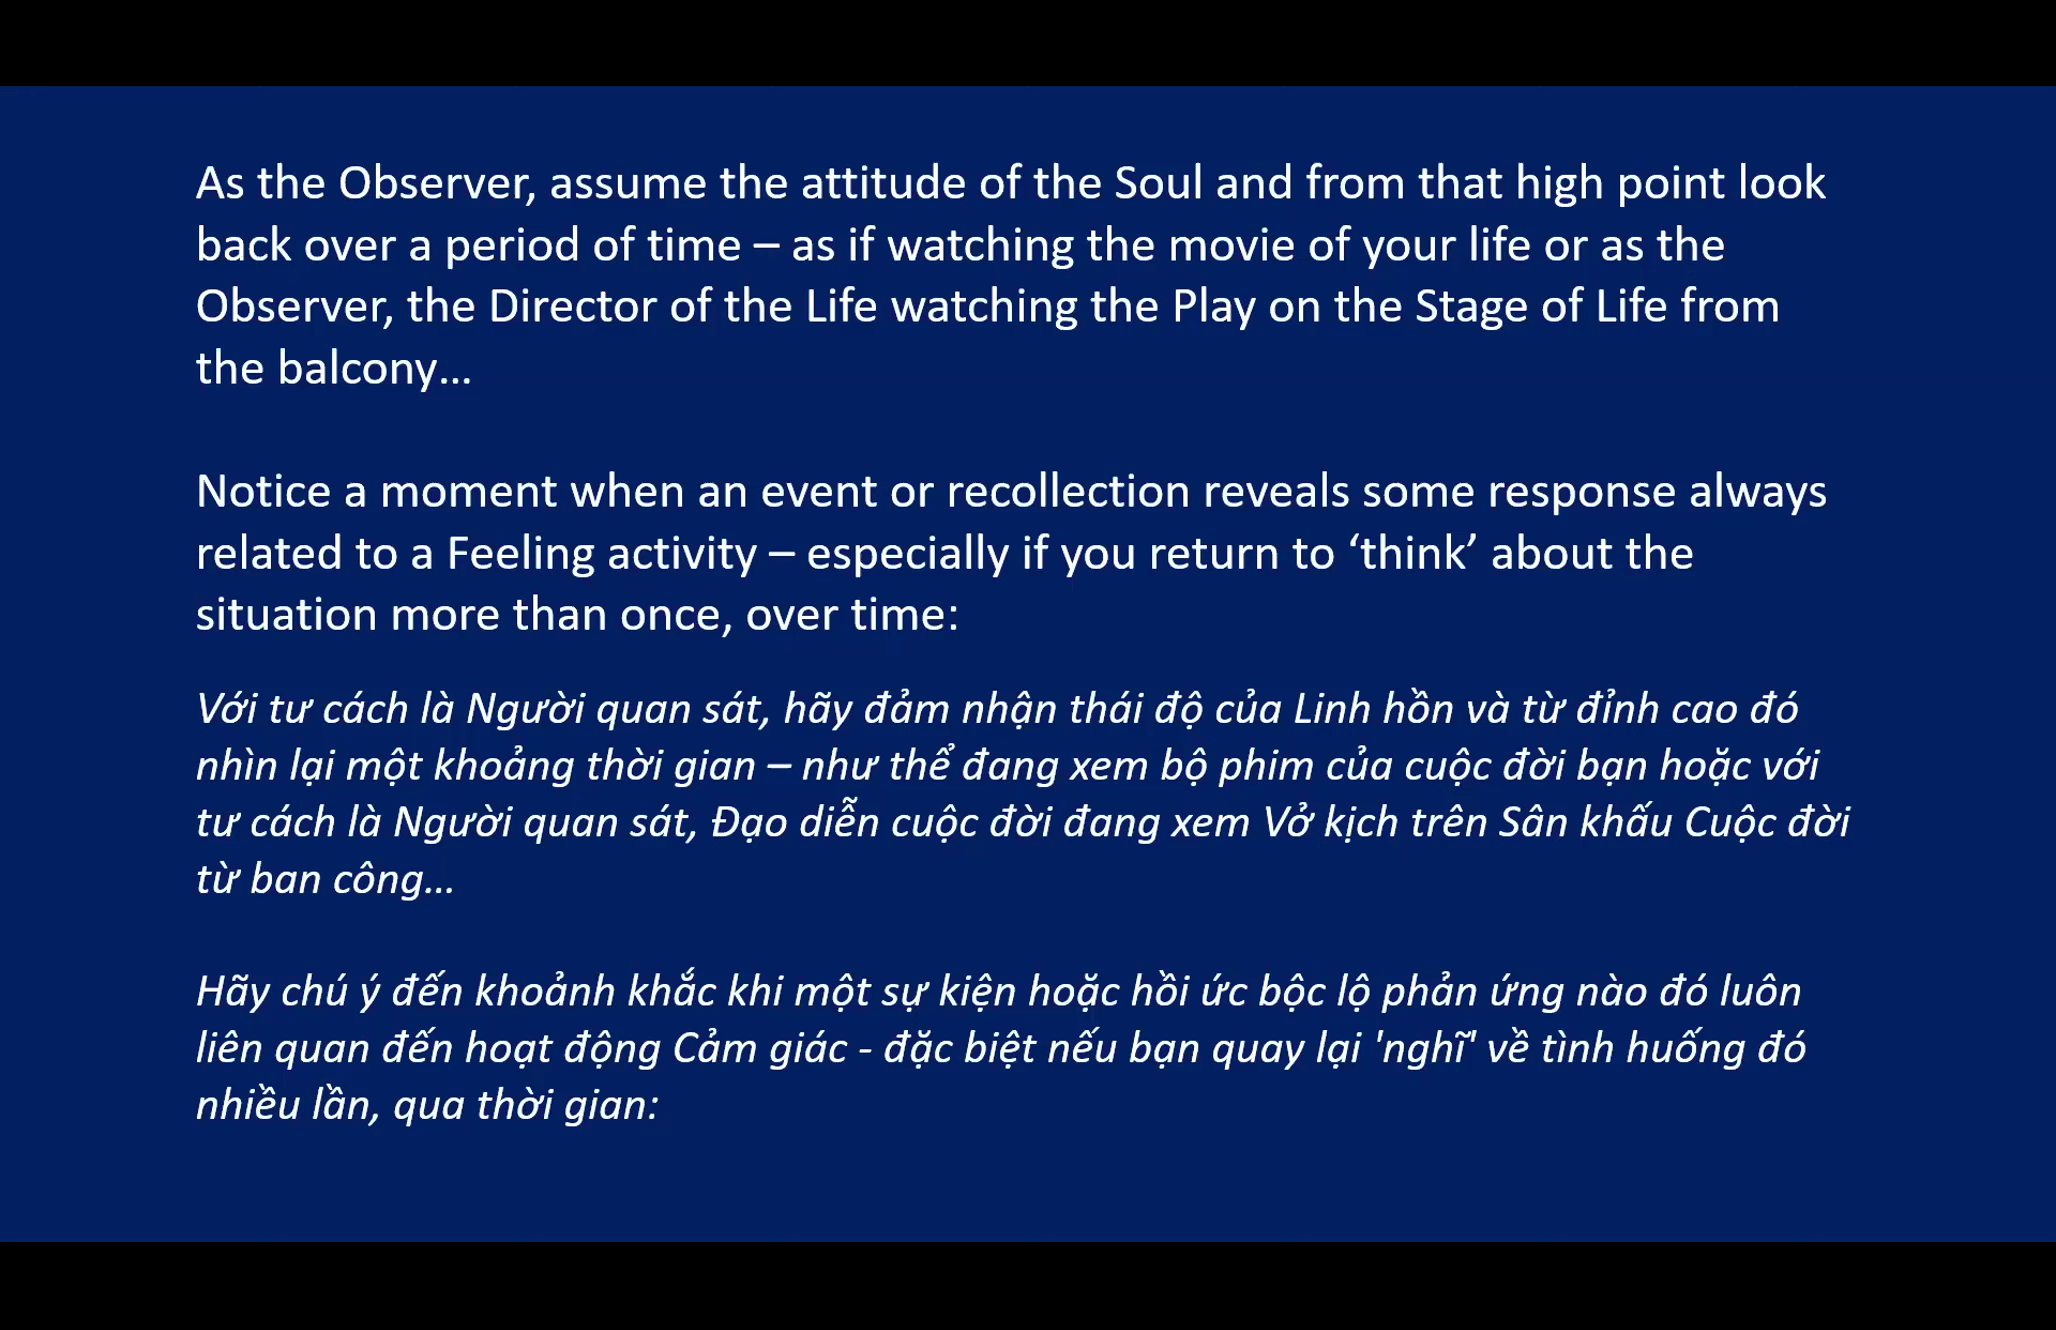 As the Observer, assume the attitude of the Soul and from that high point look
back over a period of time – as if watching the movie of your life or as the
Observer, the Director of the Life watching the Play on the Stage of Life from
the balcony…
Notice a moment when an event or recollection reveals some response always
related to a Feeling activity – especially if you return to ‘think’ about the
situation more than once, over time:
Với tư cách là Người quan sát, hãy đảm nhận thái độ của Linh hồn và từ đỉnh cao đó
nhìn lại một khoảng thời gian – như thể đang xem bộ phim của cuộc đời bạn hoặc với
tư cách là Người quan sát, Đạo diễn cuộc đời đang xem Vở kịch trên Sân khấu Cuộc đời
từ ban công…
Hãy chú ý đến khoảnh khắc khi một sự kiện hoặc hồi ức bộc lộ phản ứng nào đó luôn
liên quan đến hoạt động Cảm giác - đặc biệt nếu bạn quay lại 'nghĩ' về tình huống đó
nhiều lần, qua thời gian: